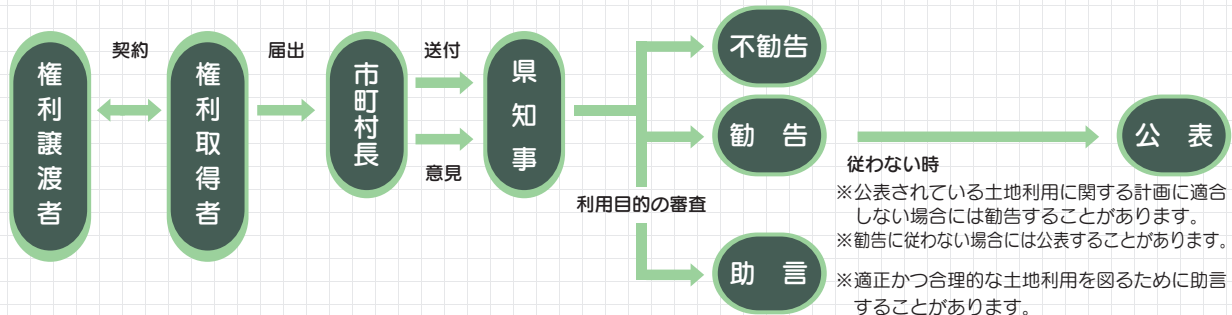 権利譲渡者
契約
権利取得者
届出
市町村長
送付
意見
県知事
利用目的の審査
不勧告
勧　告
従わない時
公　表
※公表されている土地利用に関する計画に適合
しない場合には勧告することがあります。
※勧告に従わない場合には公表することがあります。
助　言
※適正かつ合理的な土地利用を図るために助言
することがあります。